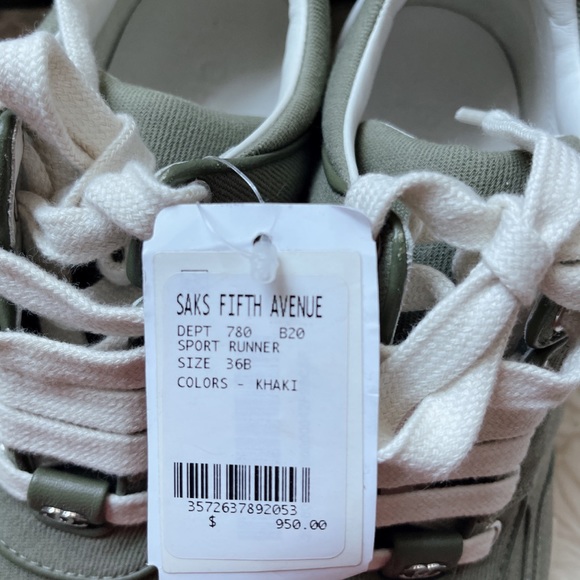 SAKS FIFTH AVENUE
DEPT 780 B20
SPORT RUNNER
SIZE 36B
COLORS - KHAKI
3572637892053
$ 950.00